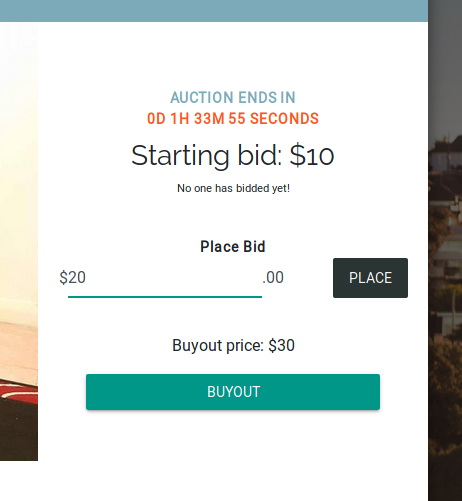 AUCTION ENDS IN
0D 1H 33M 55 SECONDS
Starting bid: $10
No one has bidded yet!
Place Bid
$20 .00 PLACE
Buyout price: $30
BUYOUT